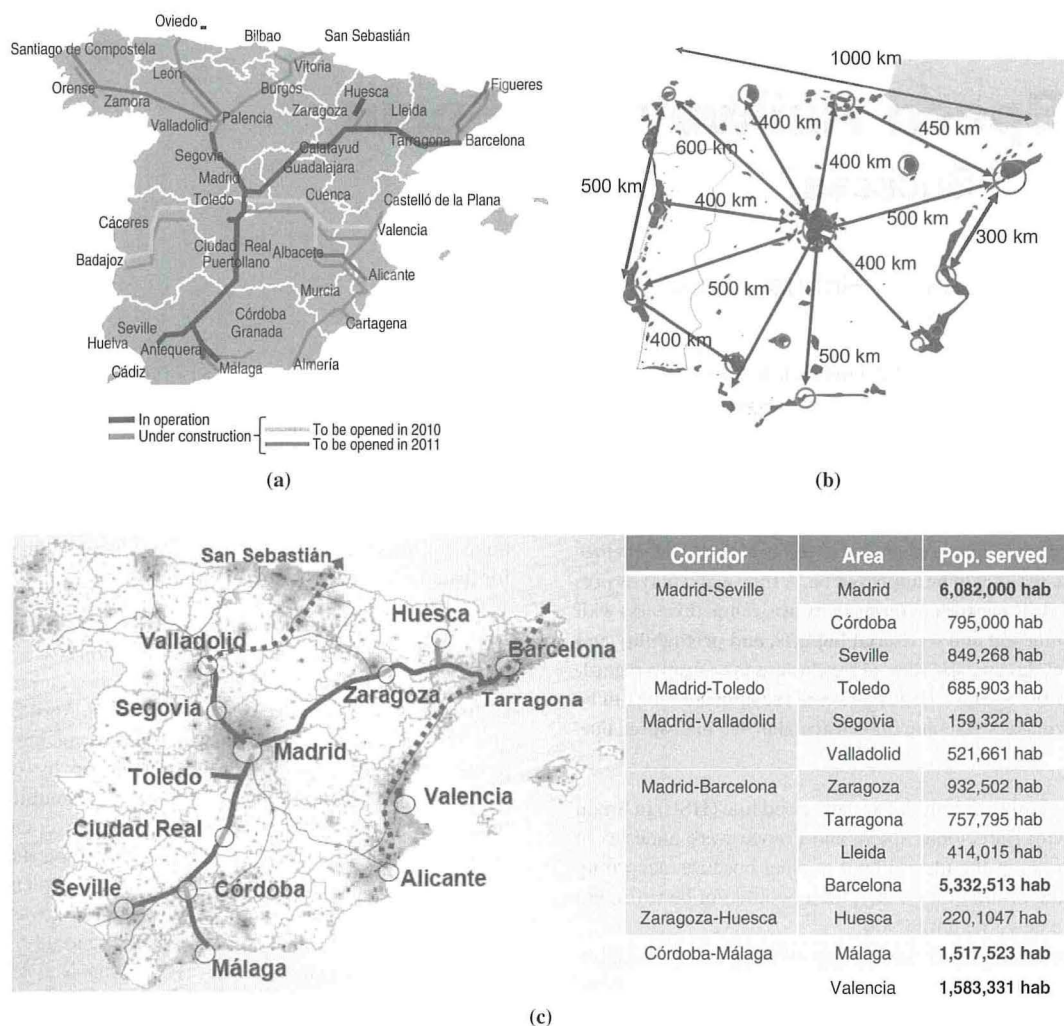 Oviedo
Bilbao
San Sebastián
Santiago de Compostela
Vitoria
León
Figueres
Orense
Burgos
Huesca
Zamora
Zaragoza
Lleida
Valladolid
Palencia
Tarragona
Barcelona
Segovia
Calatayud
Guadalajara
Madrid
Toledo
Cuenca
Castelló de la Plana
Cáceres
Valencia
Ciudad Real
Albacete
Badajoz
Puertollano
Alicante
Murcia
Córdoba
Cartagena
Seville
Granada
Huelva
Antequera
Almería
Cádiz
Málaga
In operation
Under construction
To be opened in 2010
To be opened in 2011
(a)
1000 km
400 km
450 km
600 km
400 km
500 km
400 km
500 km
300 km
400 km
500 km
400 km
500 km
(b)
San Sebastián
Huesca
Valladolid
Barcelona
Zaragoza
Tarragona
Segovia
Madrid
Toledo
Valencia
Ciudad Real
Alicante
Seville
Córdoba
Málaga
Corridor Area Pop. served
Madrid-Seville Madrid 6,082,000 hab
Córdoba 795,000 hab
Seville 849,268 hab
Madrid-Toledo Toledo 685,903 hab
Madrid-Valladolid Segovia 159,322 hab
Valladolid 521,661 hab
Madrid-Barcelona Zaragoza 932,502 hab
Tarragona 757,795 hab
Lleida 414,015 hab
Barcelona 5,332,513 hab
Zaragoza-Huesca Huesca 220,1047 hab
Córdoba-Málaga Málaga 1,517,523 hab
Valencia 1,583,331 hab
(c)